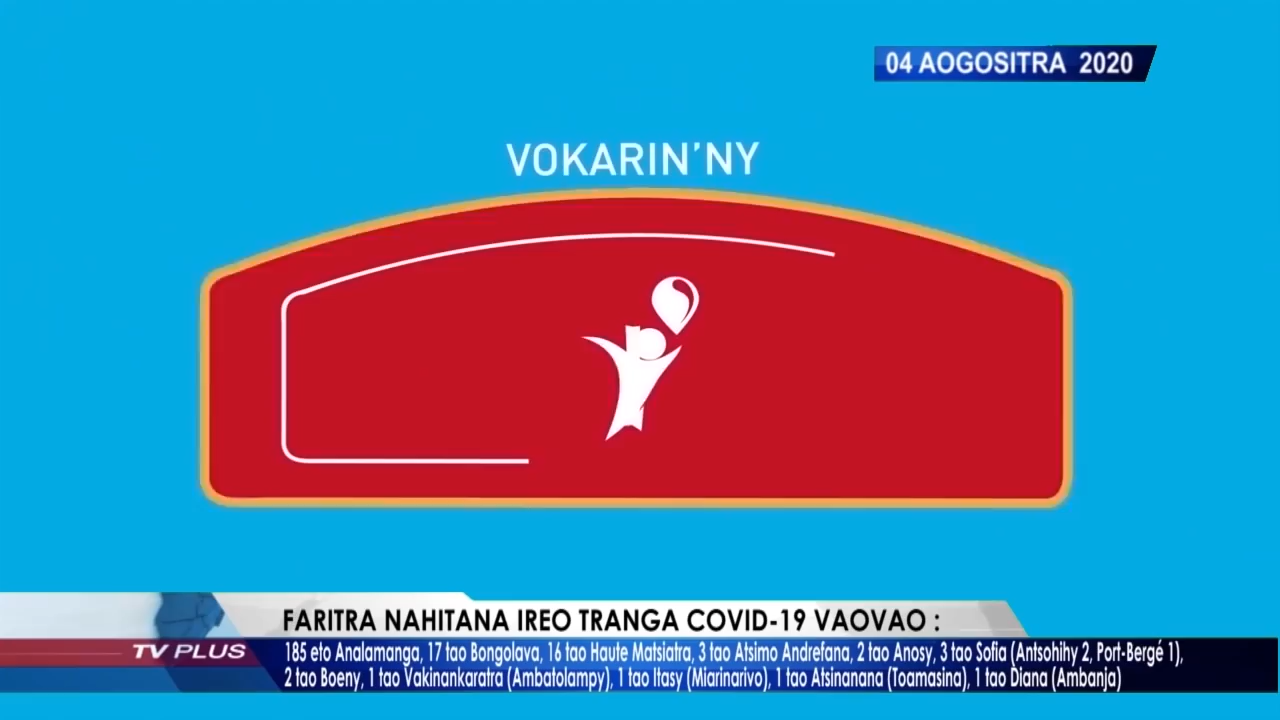 04 AOGOSITRA 2020
VOKARIN'NY
FARITRA NAHITANA IREO TRANGA COVID-19 VAOVAO :
TV PLUS
185 eto Analamanga, 17 tao Bongolava, 16 tao Haute Matsiatra, 3 tao Atsimo Andrefana, 2 tao Anosy, 3 tao Sofia (Antsohihy 2, Port-Bergé 1),
2 tao Boeny, 1 tao Vakinankaratra (Ambatolampy), 1 tao Itasy (Miarinarivo), 1 tao Atsinanana (Toamasina), 1 tao Diana (Ambanja)